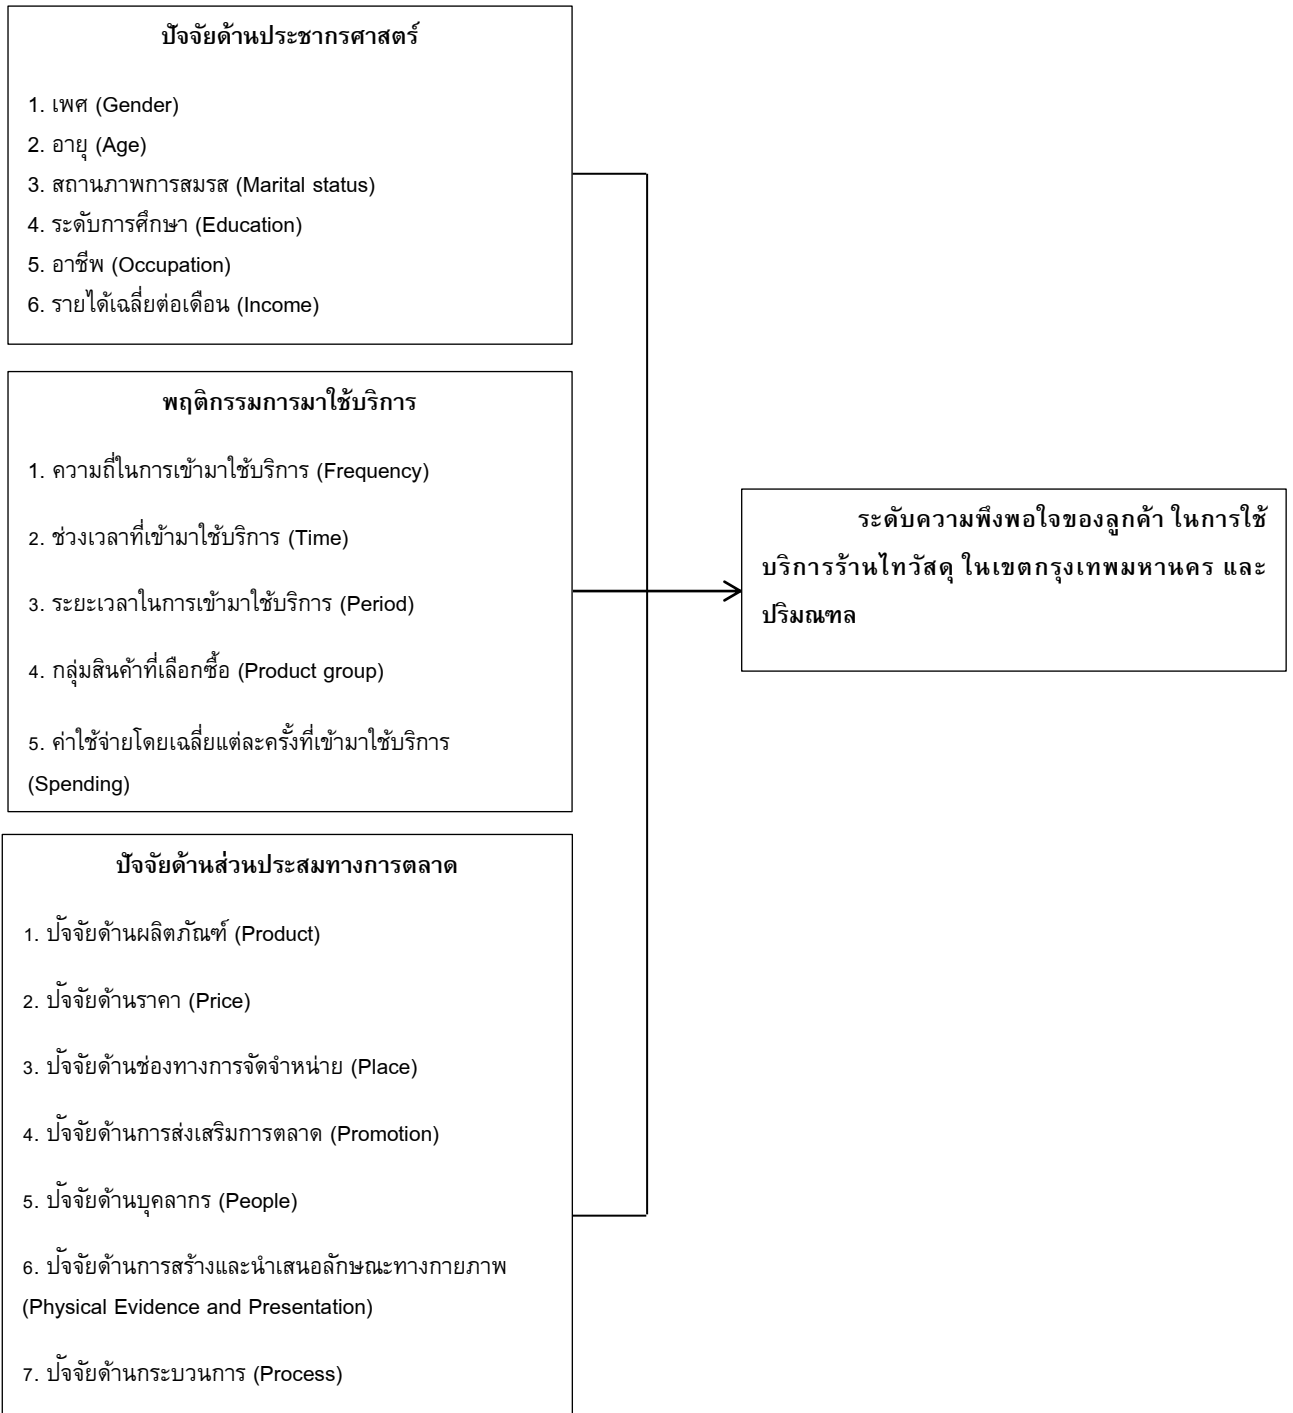 ปัจจัยด้านประชากรศาสตร์
1. เพศ (Gender)
2. อายุ (Age)
3. สถานภาพการสมรส (Marital status)
4. ระดับการศึกษา (Education)
5. อาชีพ (Occupation)
6. รายได้เฉลี่ยต่อเดือน (Income)
พฤติกรรมการมาใช้บริการ
1. ความถี่ในการเข้ามาใช้บริการ (Frequency)
2. ช่วงเวลาที่เข้ามาใช้บริการ (Time)
3. ระยะเวลาในการเข้ามาใช้บริการ (Period)
4. กลุ่มสินค้าที่เลือกซื้อ (Product group)
5. ค่าใช้จ่ายโดยเฉลี่ยแต่ละครั้งที่เข้ามาใช้บริการ
(Spending)
ปัจจัยด้านส่วนประสมทางการตลาด
1. ปัจจัยด้านผลิตภัณฑ์ (Product)
2. ปัจจัยด้านราคา (Price)
3. ปัจจัยด้านช่องทางการจัดจำหน่าย (Place)
4. ปัจจัยด้านการส่งเสริมการตลาด (Promotion)
5. ปัจจัยด้านบุคลากร (People)
6. ปัจจัยด้านการสร้างและนำเสนอลักษณะทางกายภาพ
(Physical Evidence and Presentation)
7. ปัจจัยด้านกระบวนการ (Process)
ระดับความพึงพอใจของลูกค้า ในการใช้
บริการร้านไทวัสดุ ในเขตกรุงเทพมหานคร และ
ปริมณฑล